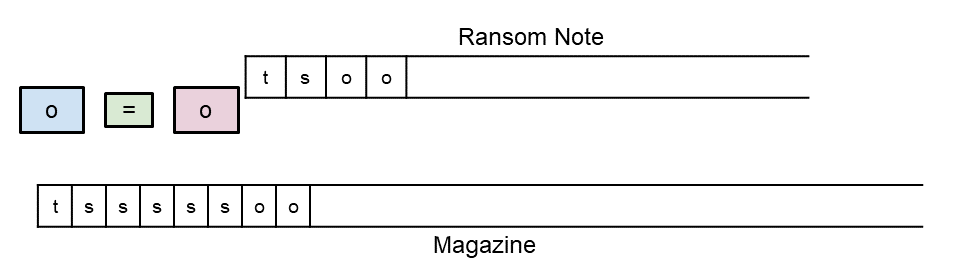 Ransom Note
t s o o
o = o
t s s s s s o o
Magazine